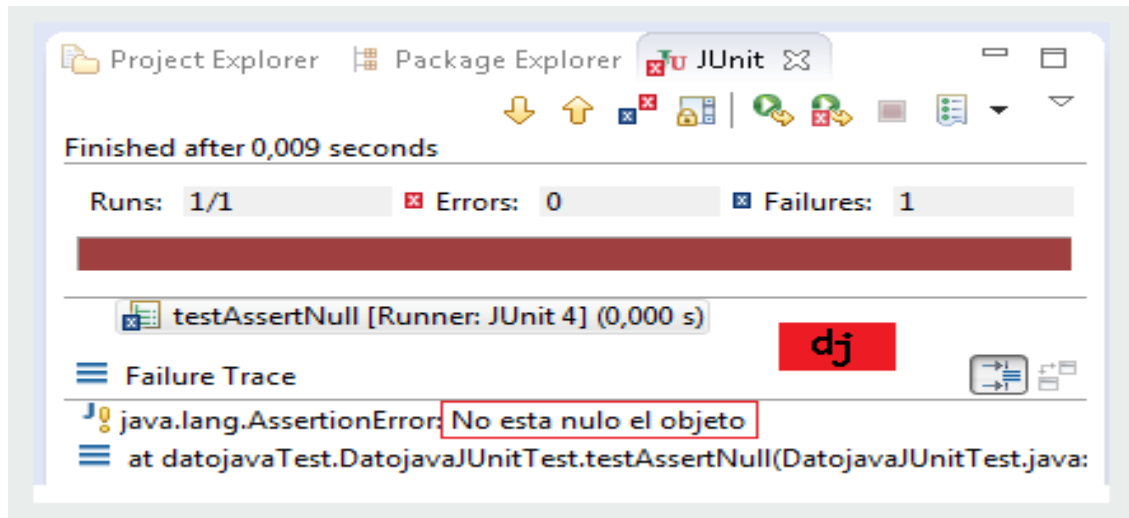 Project Explorer Package Explorer JUnit
Finished after 0,009 seconds
Runs: 1/1 Errors: 0 Failures: 1
testAssertNull [Runner: JUnit 4] (0,000 s)
dj
Failure Trace
java.lang.AssertionError: No esta nulo el objeto
at datojavaTest.DatojavaJUnitTest.testAssertNull(DatojavaJUnitTest.java: